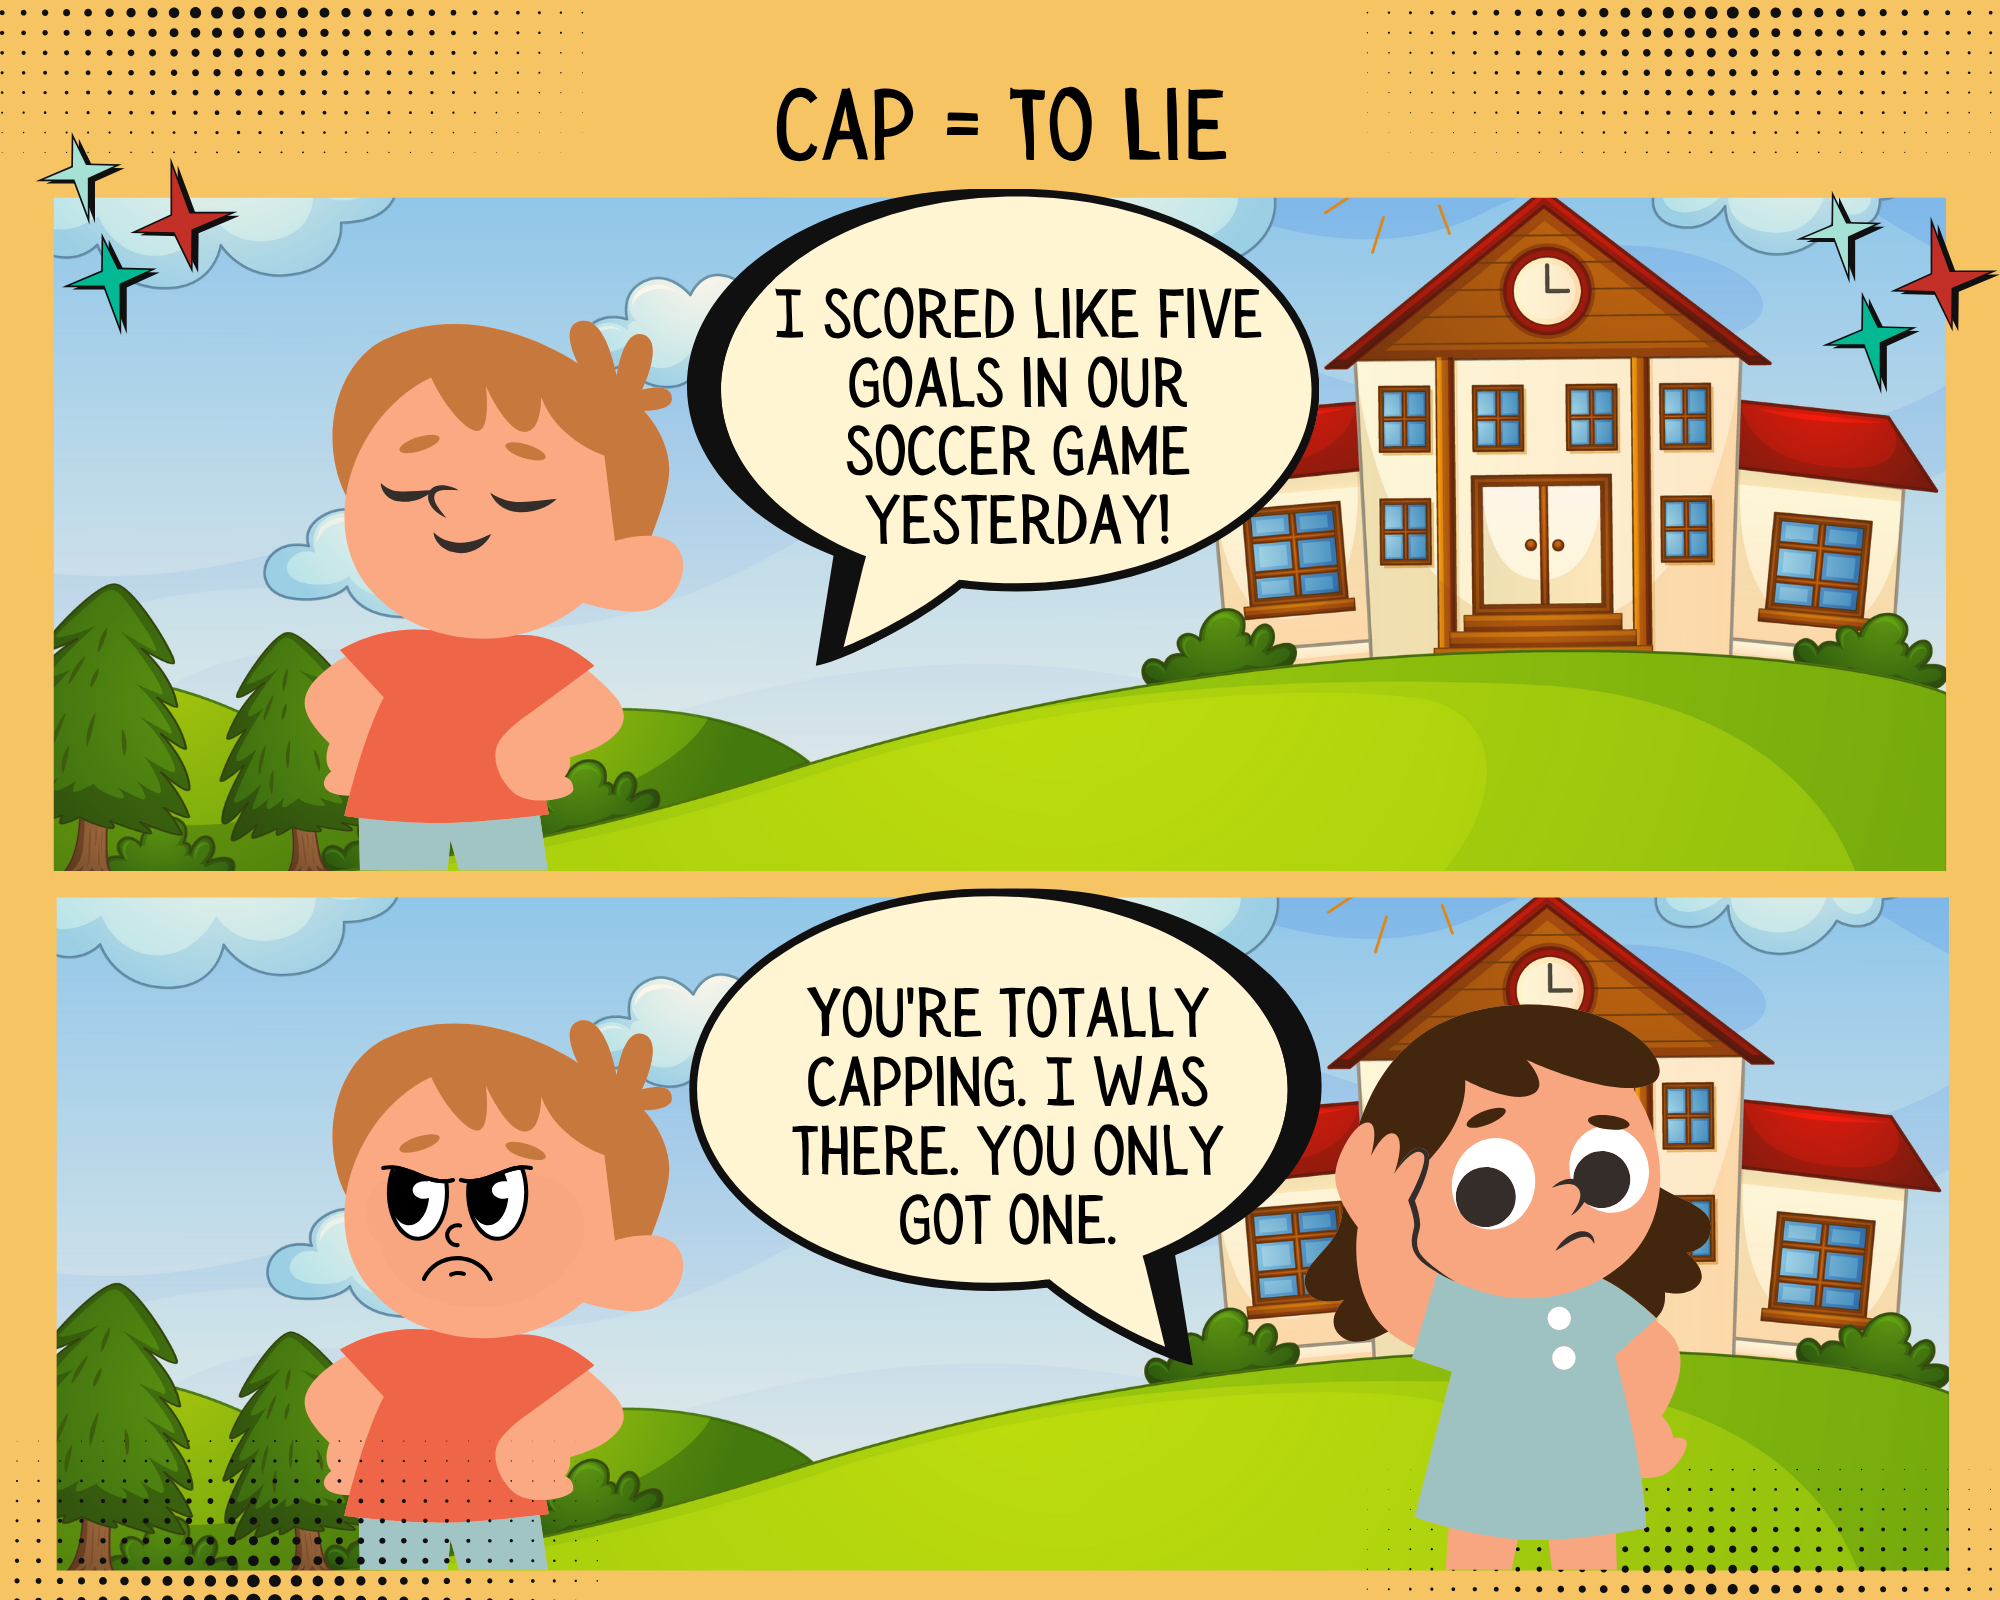 CAP = TO LIE
I SCORED LIKE FIVE
GOALS IN OUR
SOCCER GAME
YESTERDAY!
YOU'RE TOTALLY
CAPPING. I WAS
THERE. YOU ONLY
GOT ONE.